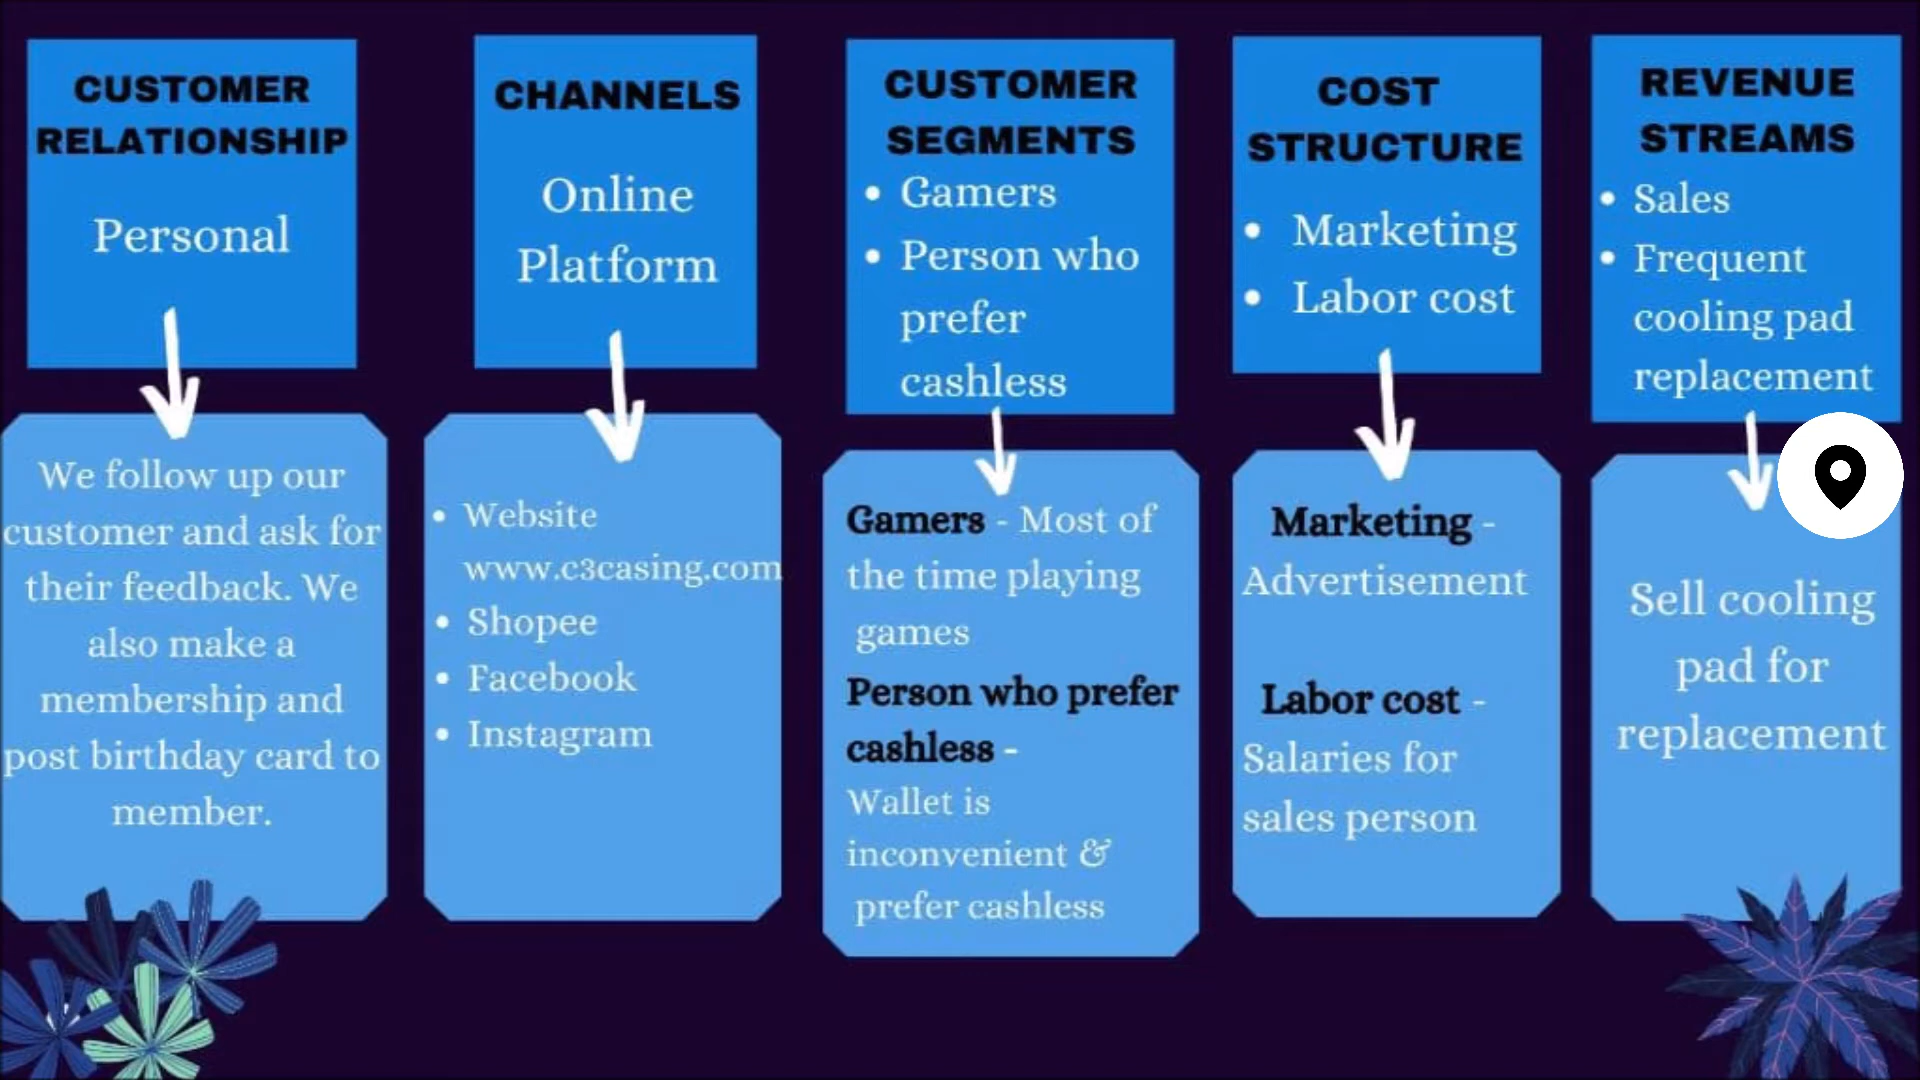 CUSTOMER
RELATIONSHIP
Personal
We follow up our
customer and ask for
their feedback. We
also make a
membership and
post birthday card to
member.
CHANNELS
Online
Platform
• Website
www.c3casing.com
• Shopee
• Facebook
• Instagram
CUSTOMER
SEGMENTS
• Gamers
• Person who
prefer
cashless
Gamers - Most of
the time playing
games
Person who prefer
cashless -
Wallet is
inconvenient &
prefer cashless
COST
STRUCTURE
• Marketing
• Labor cost
Marketing -
Advertisement
Labor cost -
Salaries for
sales person
REVENUE
STREAMS
• Sales
• Frequent
cooling pad
replacement
Sell cooling
pad for
replacement